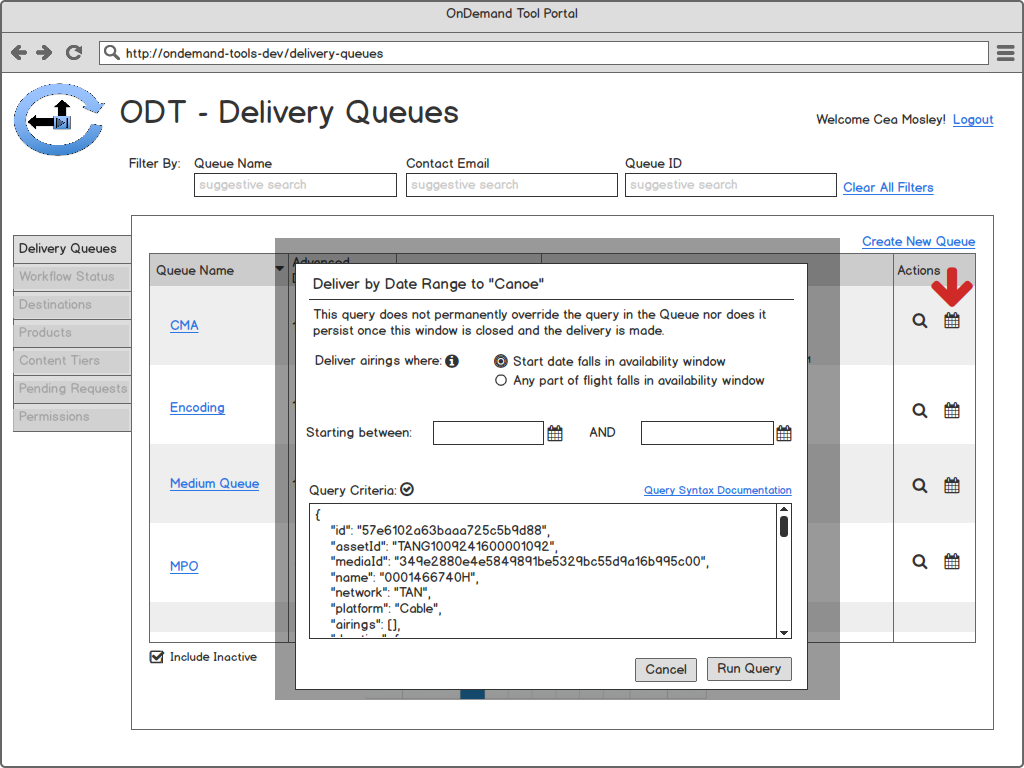 OnDemand Tool Portal
http://ondemand-tools-dev/delivery-queues
ODT - Delivery Queues
Welcome Cea Mosley! Logout
Filter By: Queue Name Contact Email Queue ID
suggestive search suggestive search suggestive search Clear All Filters
Create New Queue
Delivery Queues
Workflow Status
Destinations
Products
Content Tiers
Pending Requests
Permissions
Queue Name Advanced Actions
CMA
Encoding
Medium Queue
MPO
Include Inactive
Deliver by Date Range to "Canoe"
This query does not permanently override the query in the Queue nor does it
persist once this window is closed and the delivery is made.
Deliver airings where: Start date falls in availability window
Any part of flight falls in availability window
Starting between: AND
Query Criteria: Query Syntax Documentation
{
"id": "57e6102a63baaa725c5b9d88",
"assetId": "TANG1009241600001092",
"mediaId": "349e2880e4e5849891be5329bc55d9a16b995c00",
"name": "0001466740H",
"network": "TAN",
"platform": "Cable",
"airings": [],
Cancel Run Query